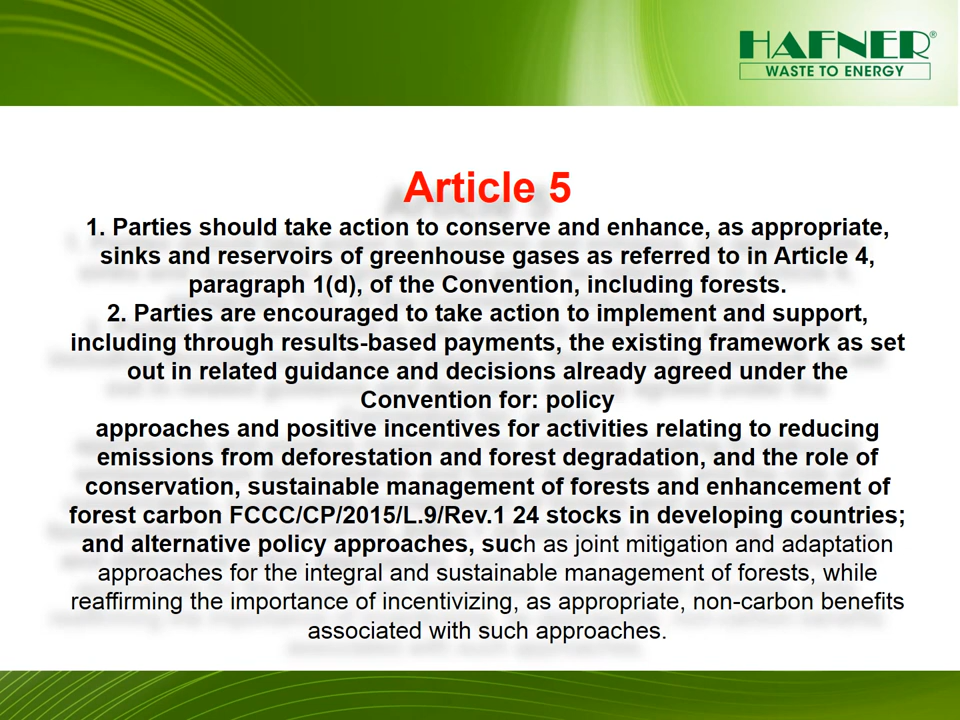 HAFNER®
WASTE TO ENERGY
Article 5
1. Parties should take action to conserve and enhance, as appropriate,
sinks and reservoirs of greenhouse gases as referred to in Article 4,
paragraph 1(d), of the Convention, including forests.
2. Parties are encouraged to take action to implement and support,
including through results-based payments, the existing framework as set
out in related guidance and decisions already agreed under the
Convention for: policy
approaches and positive incentives for activities relating to reducing
emissions from deforestation and forest degradation, and the role of
conservation, sustainable management of forests and enhancement of
forest carbon FCCC/CP/2015/L.9/Rev.1 24 stocks in developing countries;
and alternative policy approaches, such as joint mitigation and adaptation
approaches for the integral and sustainable management of forests, while
reaffirming the importance of incentivizing, as appropriate, non-carbon benefits
associated with such approaches.